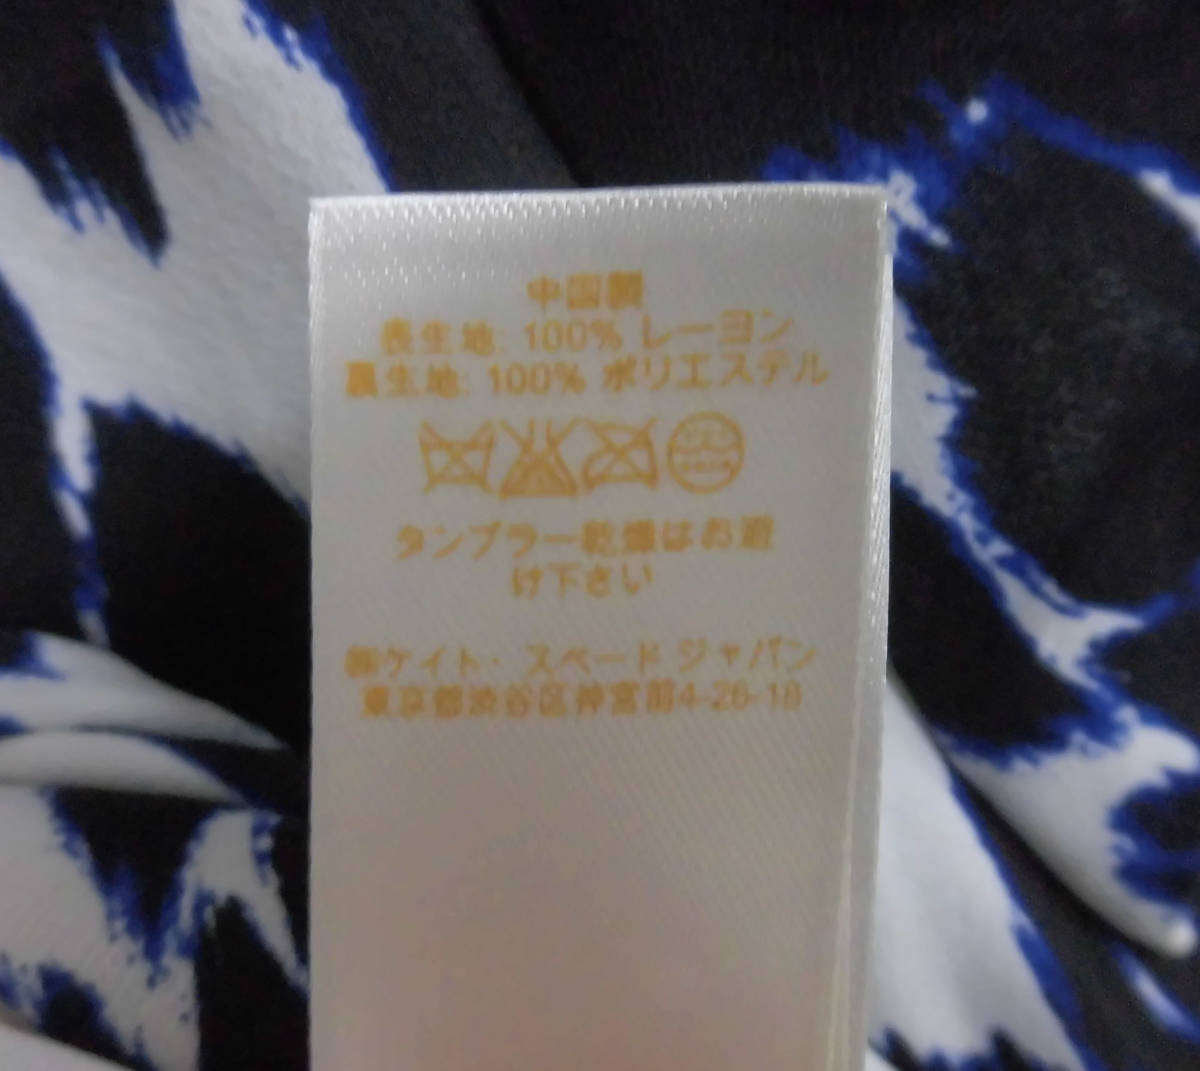 中国製
表生地: 100% レーヨン
裏生地: 100% ポリエステル
タンブラー乾燥はお避
け下さい
㈱ケイト・スペード ジャパン
東京都渋谷区神宮前4-26-18